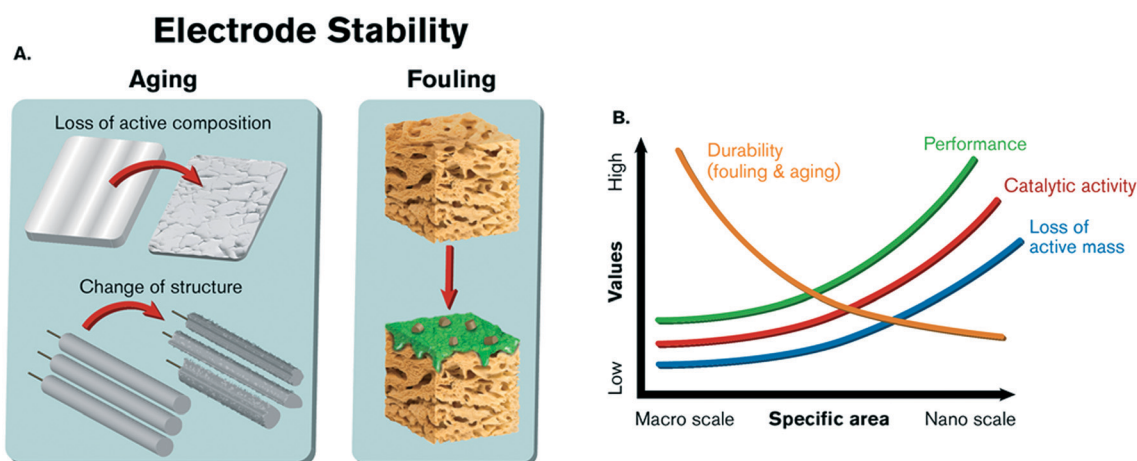 Electrode Stability
A.
Aging
Loss of active composition
Change of structure
Fouling
B.
High
Values
Low
Durability
(fouling & aging)
Performance
Catalytic activity
Loss of
active mass
Macro scale
Specific area
Nano scale